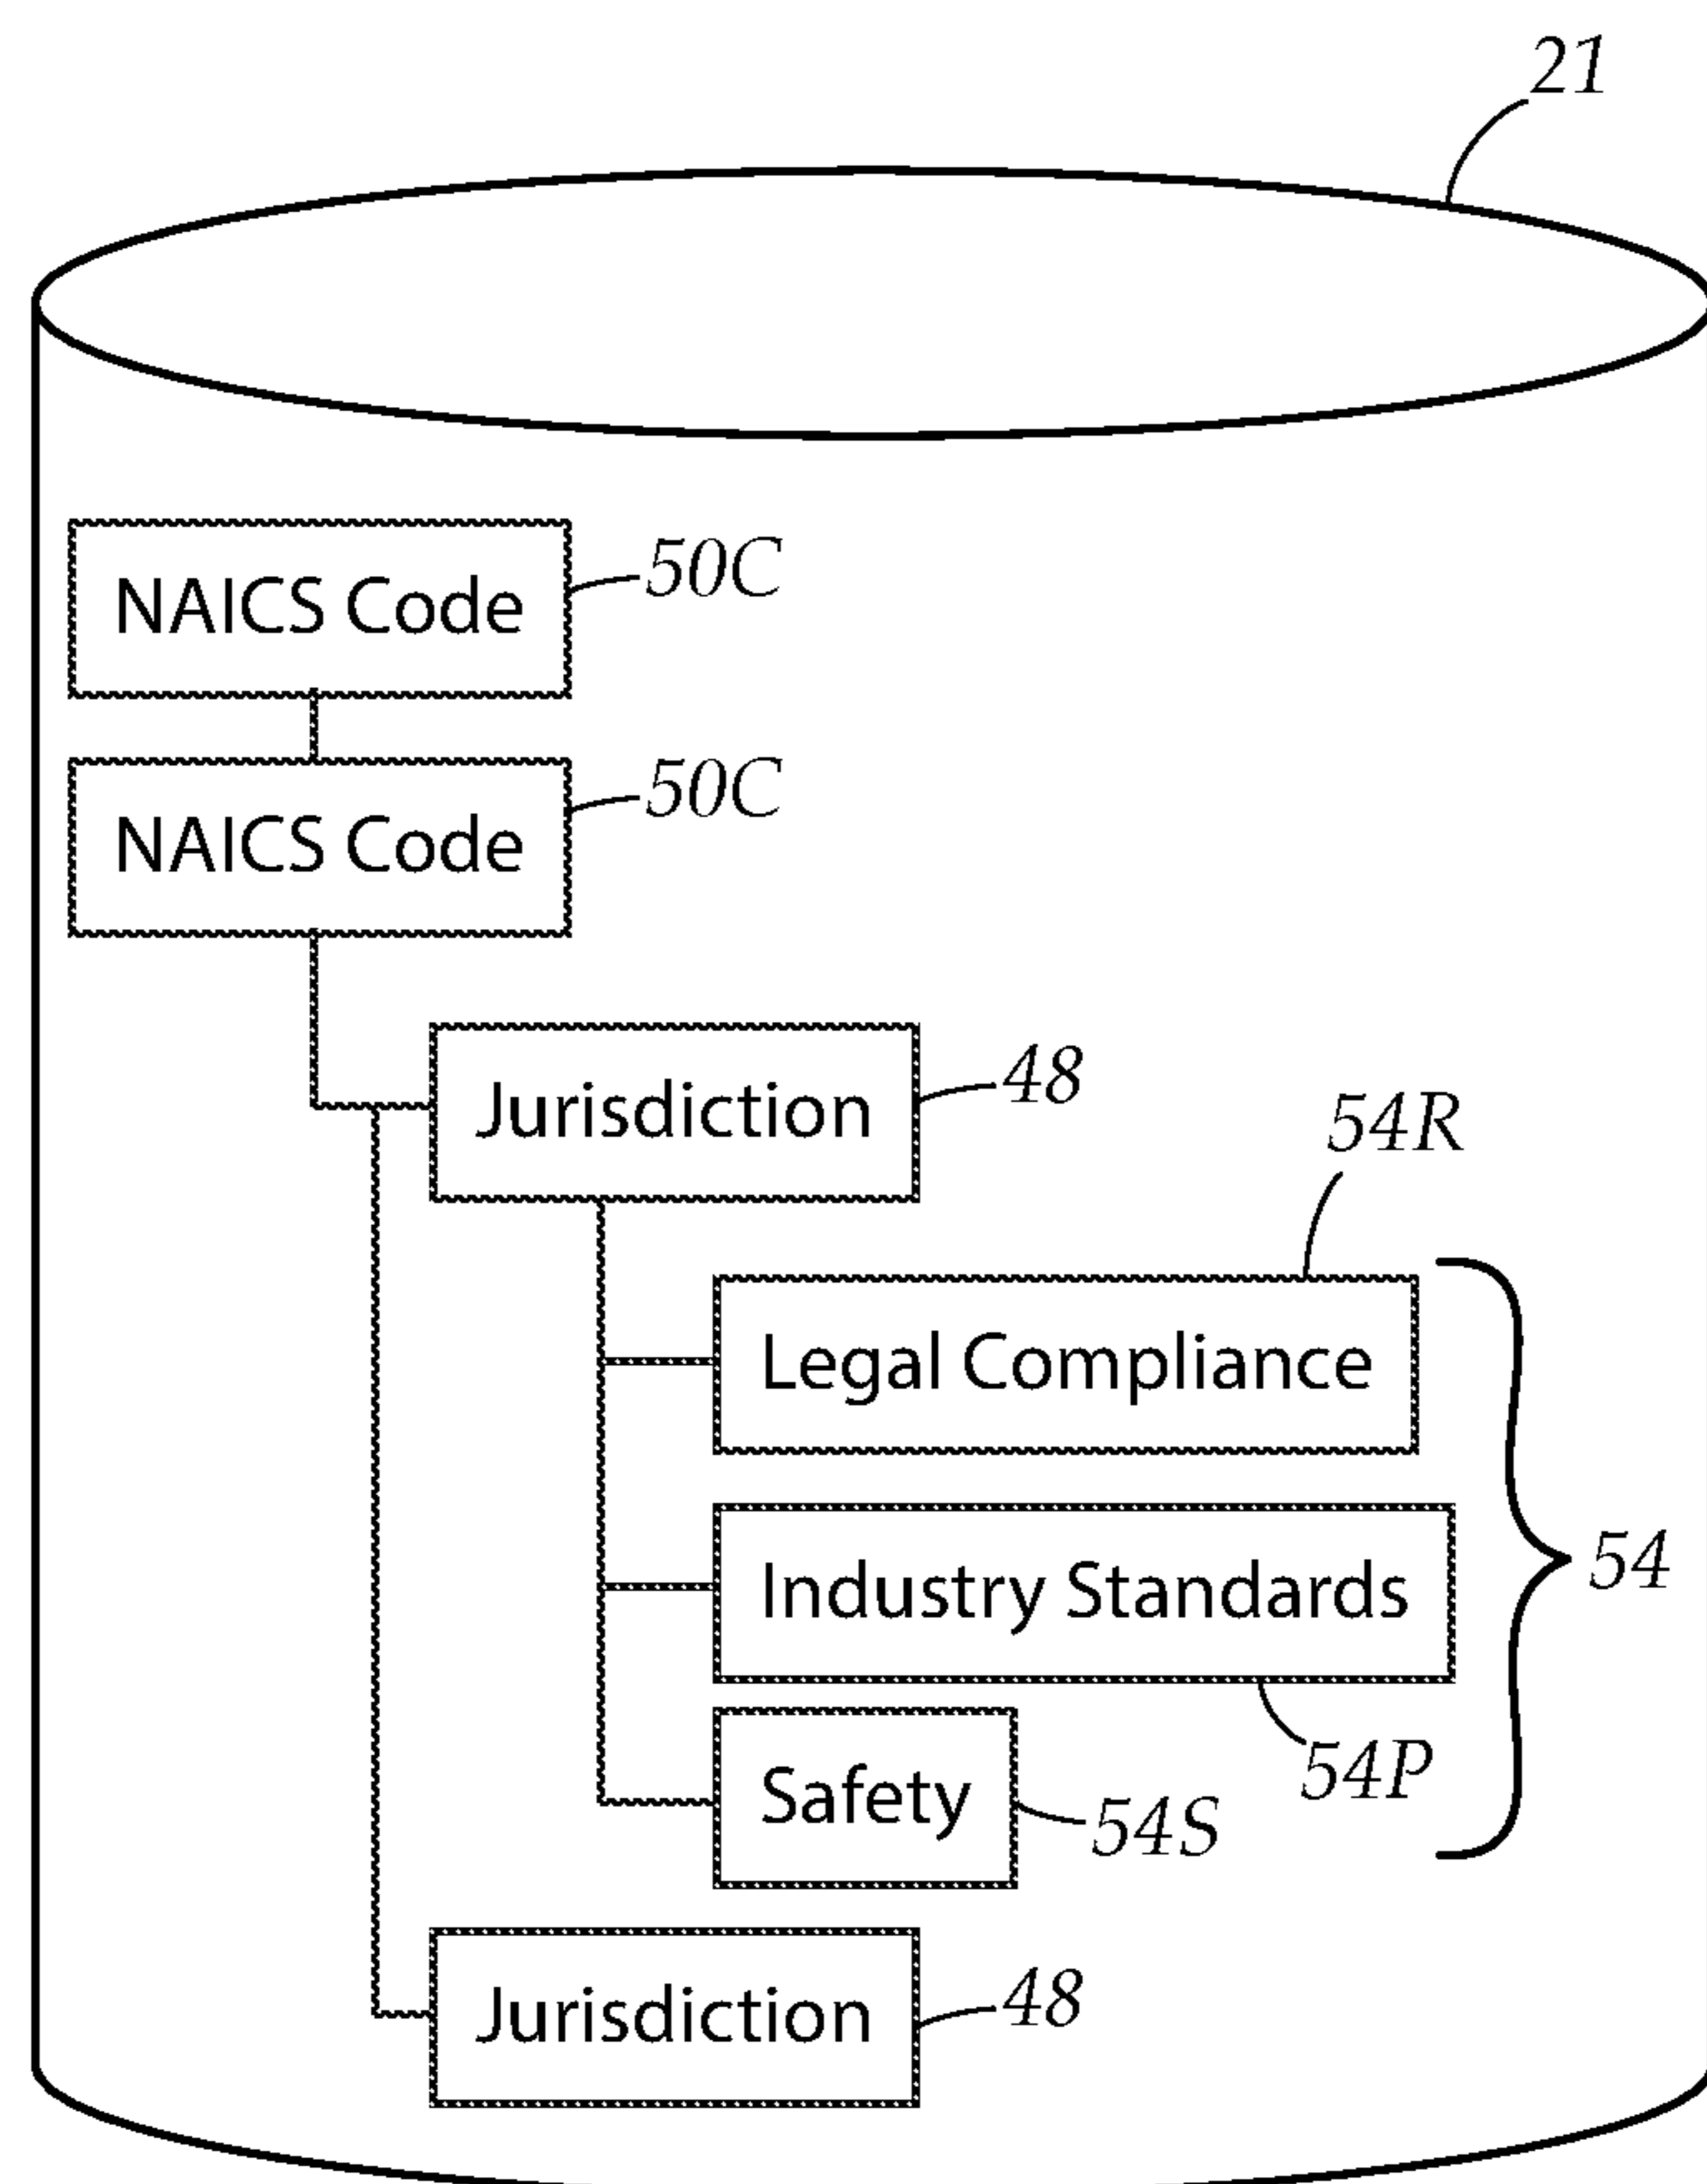 21
NAICS Code
50C
NAICS Code
50C
Jurisdiction
48
54R
Legal Compliance
Industry Standards
54
54P
Safety
54S
Jurisdiction
48